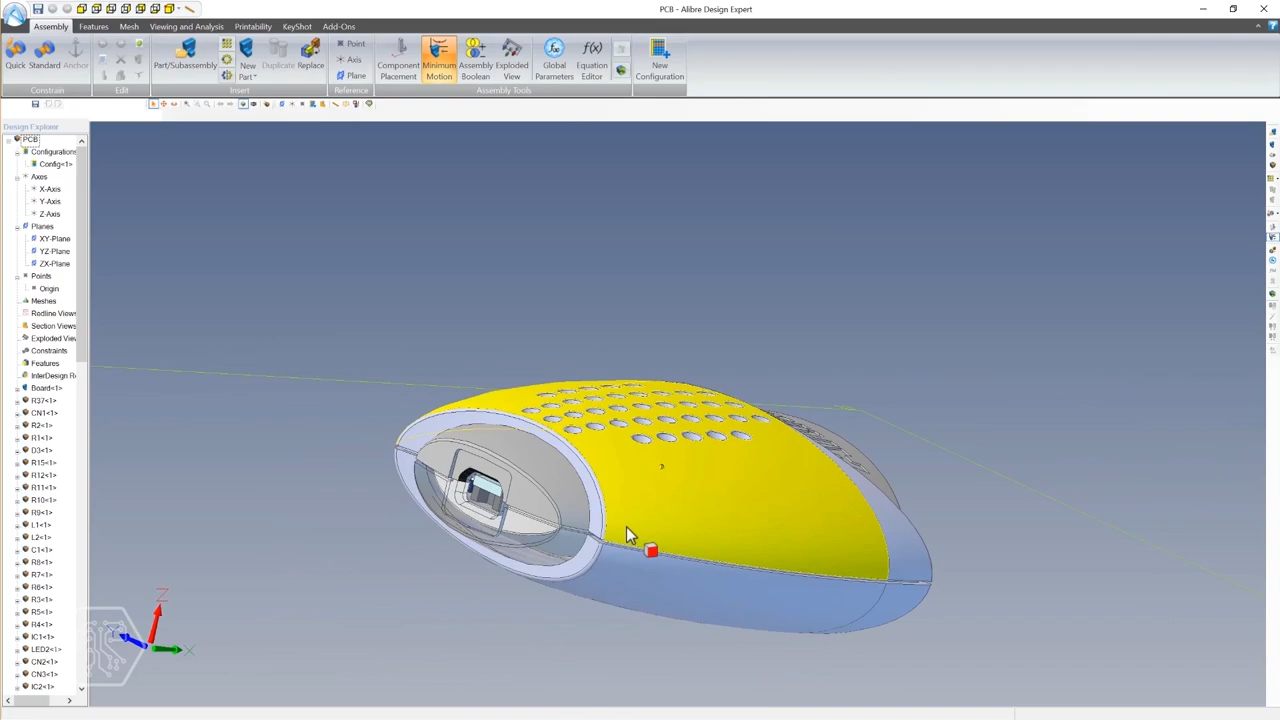 PCB - Alibre Design Expert
Assembly Features Mesh Viewing and Analysis Printability KeyShot Add-Ons
Quick Standard Anchor
Constrain
Edit
Part/Subassembly
New
Part
Duplicate Replace
Insert
Point
Axis
Plane
Reference
Component
Placement
Minimum
Motion
Assembly
Boolean
Exploded
View
Global
Parameters
Equation
Editor
Assembly Tools
f(x)
New
Configuration
Design Explorer
PCB
Configurations
Config<1>
Axes
X-Axis
Y-Axis
Z-Axis
Planes
XY-Plane
YZ-Plane
ZX-Plane
Points
Origin
Meshes
Redline Views
Section Views
Exploded Vie
Constraints
Features
InterDesign R
Board<1>
R37<1>
CN1<1>
R2<1>
R1<1>
D3<1>
R15<1>
R12<1>
R11<1>
R10<1>
R9<1>
L1<1>
L2<1>
C1<1>
R8<1>
R7<1>
R6<1>
R3<1>
R5<1>
R4<1>
IC1<1>
LED2<1>
CN2<1>
CN3<1>
IC2<1>
Z
Y
X